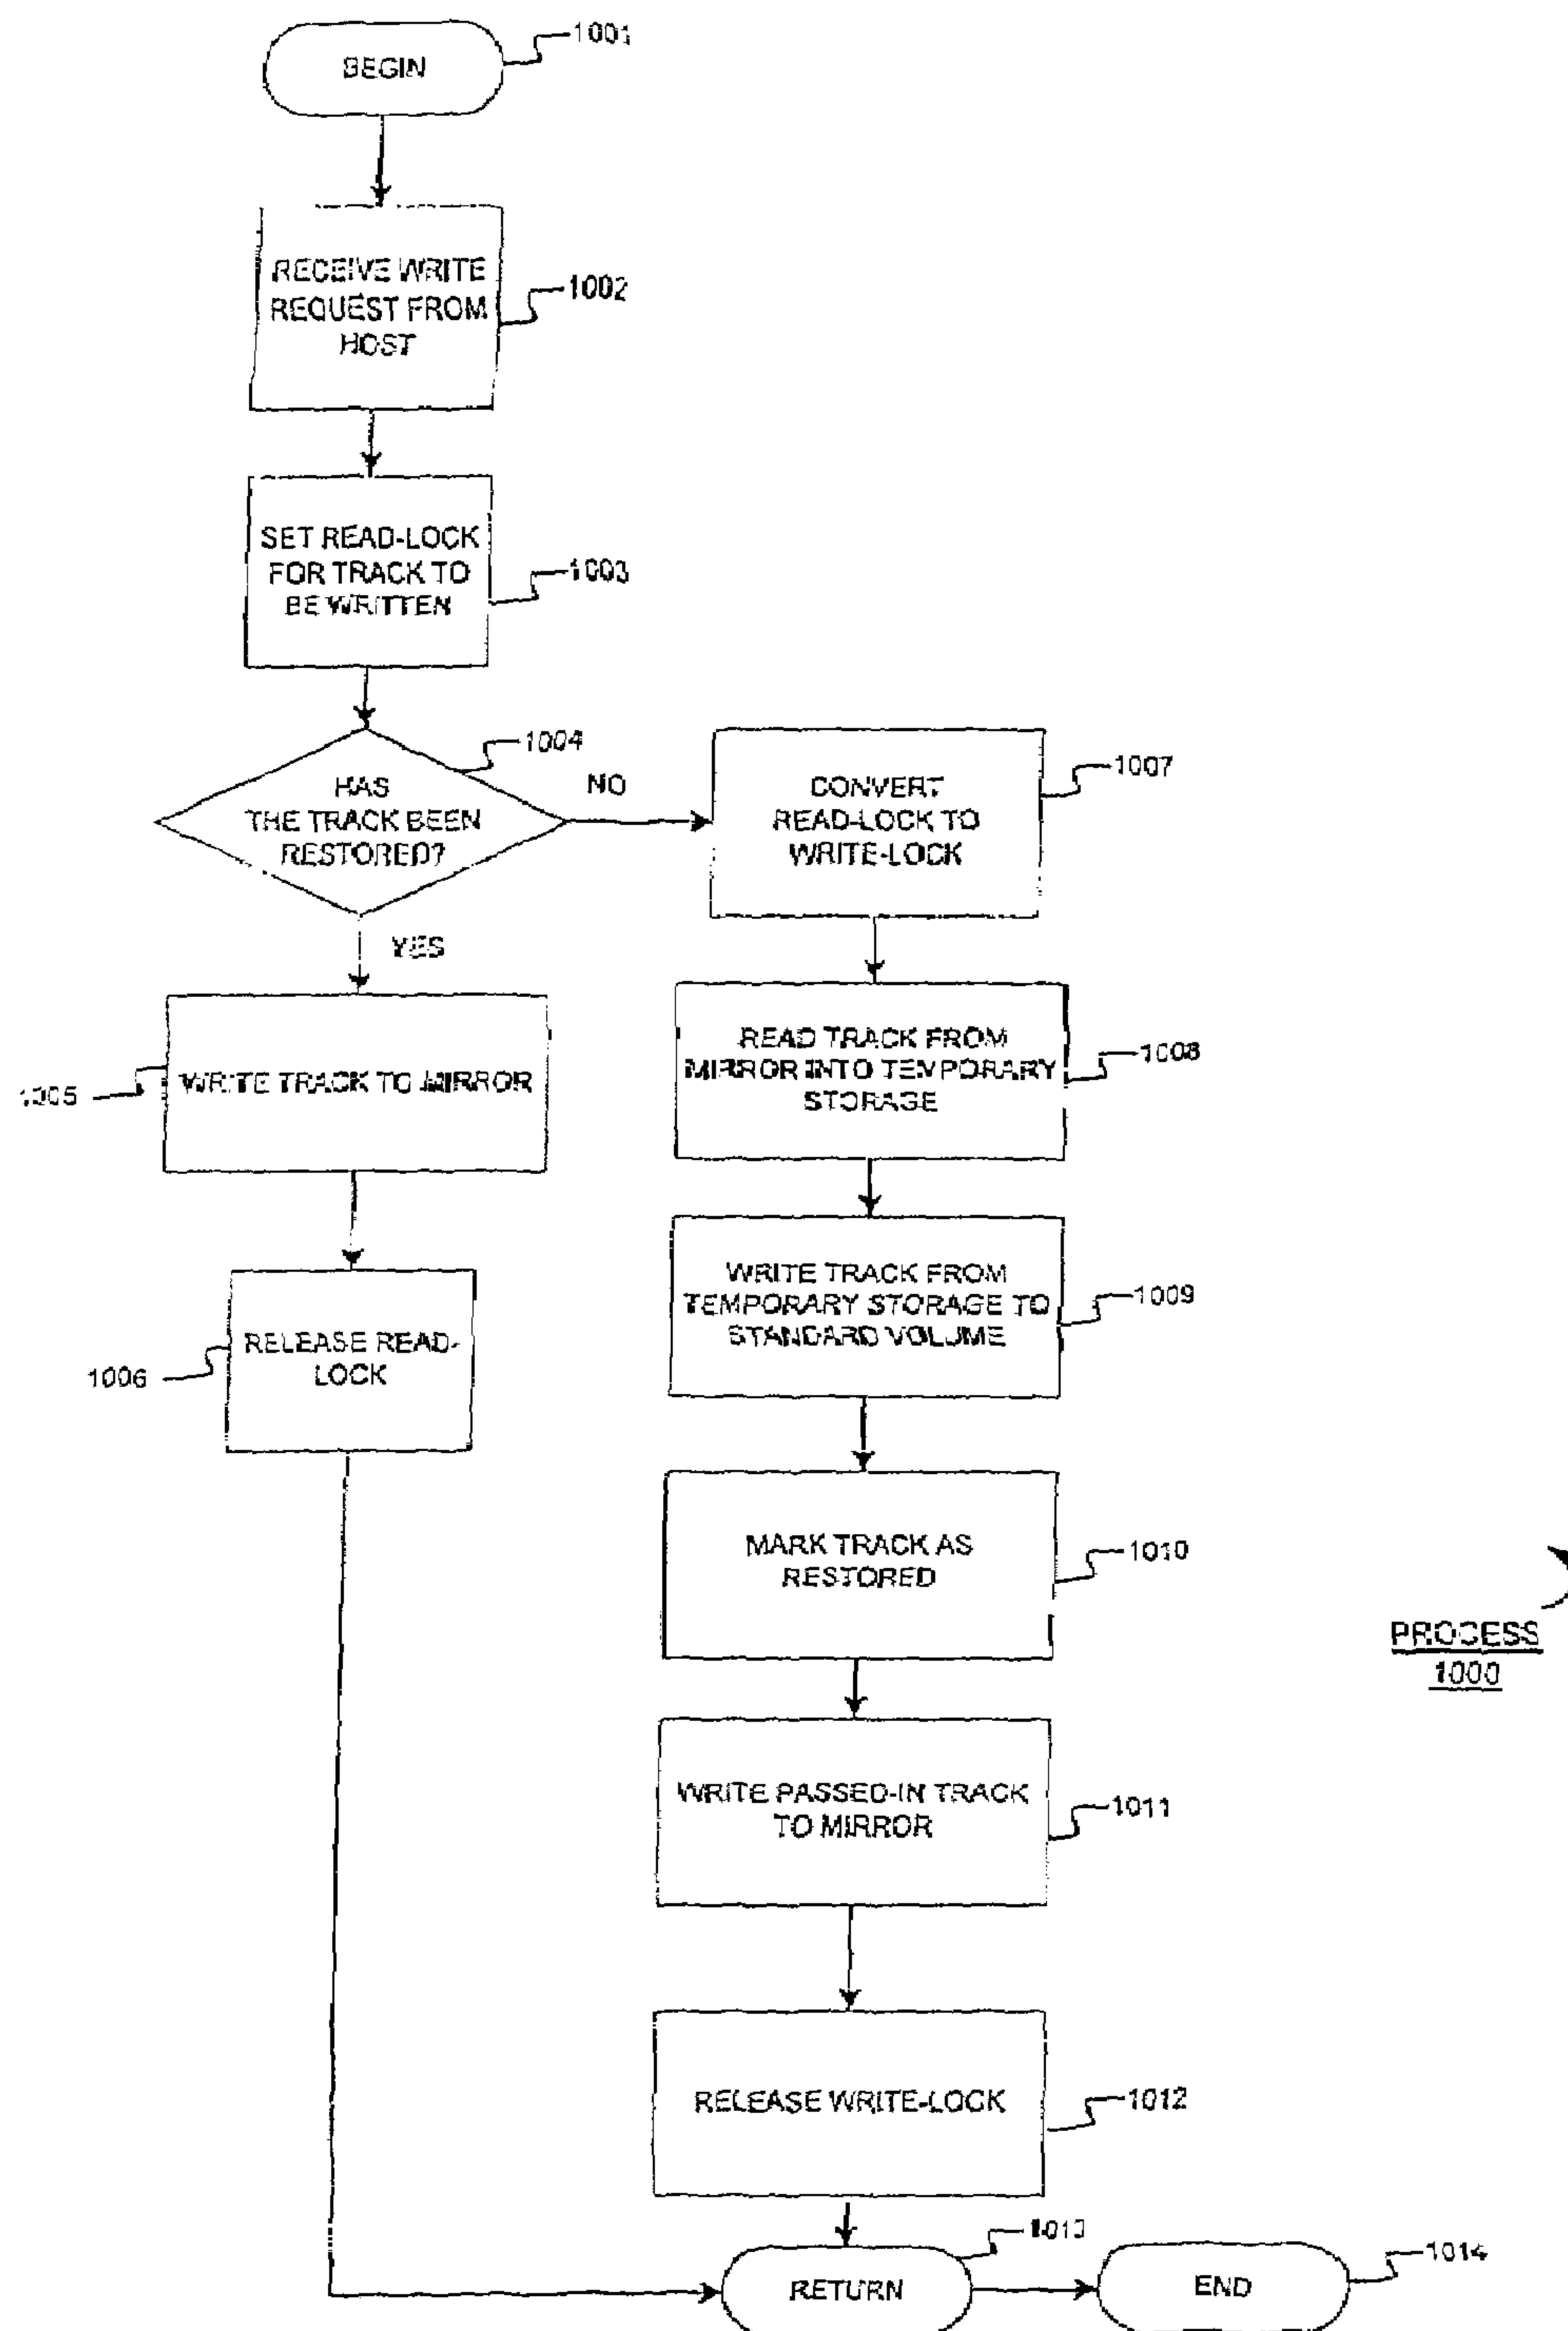 BEGIN
1001
RECEIVE WRITE
REQUEST FROM
HOST
1002
SET READ-LOCK
FOR TRACK TO
BE WRITTEN
1003
HAS
THE TRACK BEEN
RESTORED?
1004
NO
YES
CONVERT
READ-LOCK TO
WRITE-LOCK
1007
WRITE TRACK TO MIRROR
1005
READ TRACK FROM
MIRROR INTO TEMPORARY
STORAGE
1008
RELEASE READ-
LOCK
1006
WRITE TRACK FROM
TEMPORARY STORAGE TO
STANDARD VOLUME
1009
MARK TRACK AS
RESTORED
1010
PROCESS
1000
WRITE PASSED-IN TRACK
TO MIRROR
1011
RELEASE WRITE-LOCK
1012
RETURN
1013
END
1014